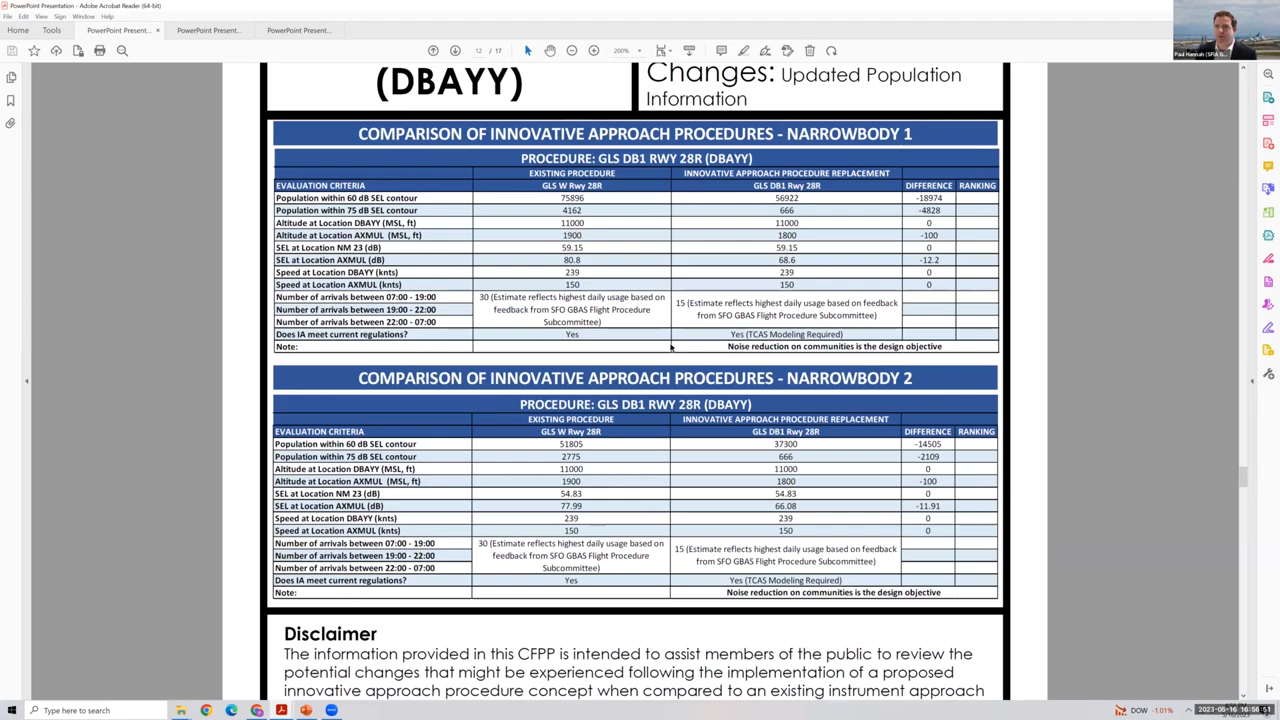 PowerPoint Presentation - Adobe Acrobat Reader (64-bit)
File Edit View Sign Window Help
Home Tools PowerPoint Present... × PowerPoint Present... PowerPoint Present...
12 / 17 200%
Paul Hannah (SFIA G...
(DBAYY)
Changes: Updated Population
Information
COMPARISON OF INNOVATIVE APPROACH PROCEDURES - NARROWBODY 1
PROCEDURE: GLS DB1 RWY 28R (DBAYY)
EXISTING PROCEDURE INNOVATIVE APPROACH PROCEDURE REPLACEMENT
EVALUATION CRITERIA GLS W Rwy 28R GLS DB1 Rwy 28R DIFFERENCE RANKING
Population within 60 dB SEL contour 75896 56922 -18974
Population within 75 dB SEL contour 4162 666 -4828
Altitude at Location DBAYY (MSL, ft) 11000 11000 0
Altitude at Location AXMUL (MSL, ft) 1900 1800 -100
SEL at Location NM 23 (dB) 59.15 59.15 0
SEL at Location AXMUL (dB) 80.8 68.6 -12.2
Speed at Location DBAYY (knts) 239 239 0
Speed at Location AXMUL (knts) 150 150 0
Number of arrivals between 07:00 - 19:00
Number of arrivals between 19:00 - 22:00
Number of arrivals between 22:00 - 07:00
30 (Estimate reflects highest daily usage based on
feedback from SFO GBAS Flight Procedure
Subcommittee)
15 (Estimate reflects highest daily usage based on feedback
from SFO GBAS Flight Procedure Subcommittee)
Does IA meet current regulations? Yes Yes (TCAS Modeling Required)
Note: Noise reduction on communities is the design objective
COMPARISON OF INNOVATIVE APPROACH PROCEDURES - NARROWBODY 2
PROCEDURE: GLS DB1 RWY 28R (DBAYY)
EXISTING PROCEDURE INNOVATIVE APPROACH PROCEDURE REPLACEMENT
EVALUATION CRITERIA GLS W Rwy 28R GLS DB1 Rwy 28R DIFFERENCE RANKING
Population within 60 dB SEL contour 51805 37300 -14505
Population within 75 dB SEL contour 2775 666 -2109
Altitude at Location DBAYY (MSL, ft) 11000 11000 0
Altitude at Location AXMUL (MSL, ft) 1900 1800 -100
SEL at Location NM 23 (dB) 54.83 54.83 0
SEL at Location AXMUL (dB) 77.99 66.08 -11.91
Speed at Location DBAYY (knts) 239 239 0
Speed at Location AXMUL (knts) 150 150 0
Number of arrivals between 07:00 - 19:00
Number of arrivals between 19:00 - 22:00
Number of arrivals between 22:00 - 07:00
30 (Estimate reflects highest daily usage based on
feedback from SFO GBAS Flight Procedure
Subcommittee)
15 (Estimate reflects highest daily usage based on feedback
from SFO GBAS Flight Procedure Subcommittee)
Does IA meet current regulations? Yes Yes (TCAS Modeling Required)
Note: Noise reduction on communities is the design objective
Disclaimer
The information provided in this CFPP is intended to assist members of the public to review the
potential changes that might be experienced following the implementation of a proposed
innovative approach procedure concept when compared to an existing instrument approach
Type here to search
DOW -1.01%
2023-05-16 16:56:51